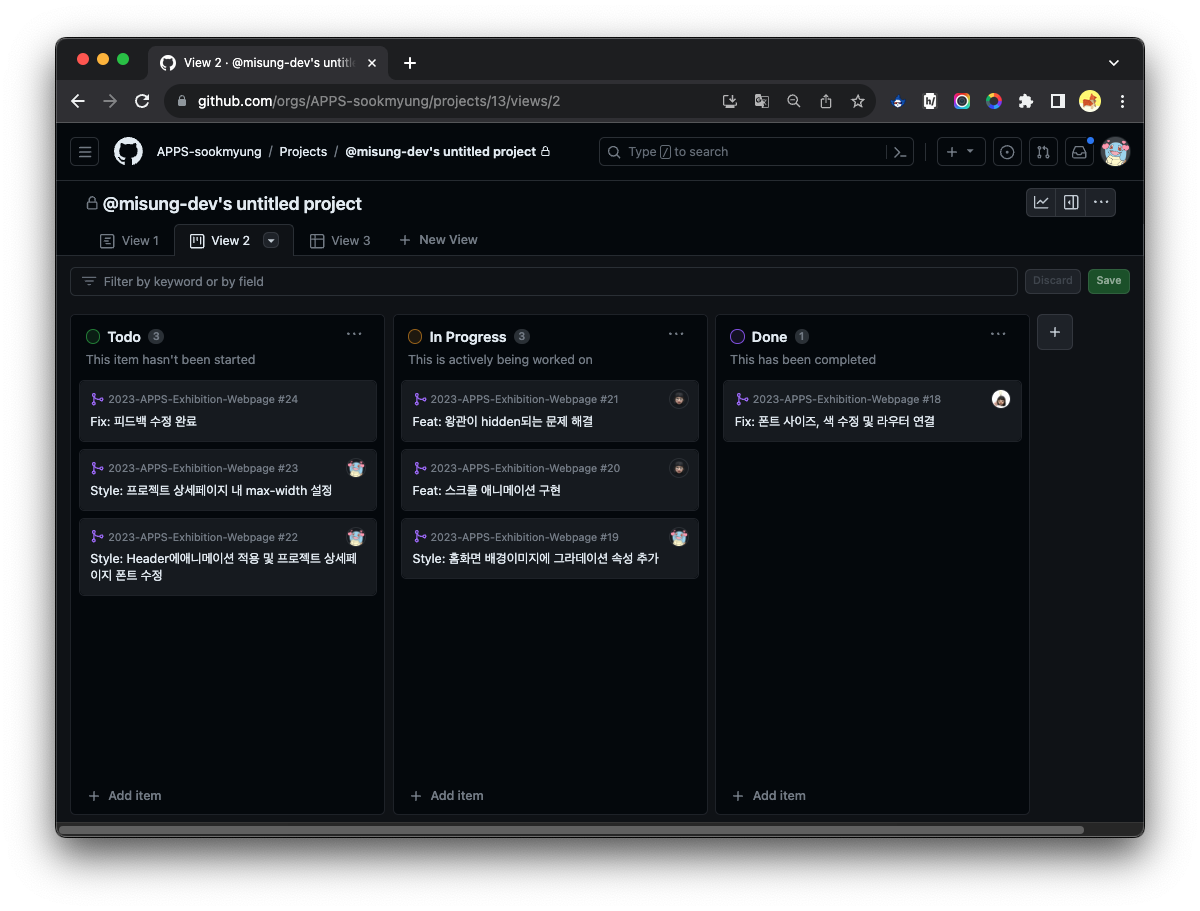 View 2 · @misung-dev's untitl
github.com/orgs/APPS-sookmyung/projects/13/views/2
APPS-sookmyung / Projects / @misung-dev's untitled project
Type / to search
@misung-dev's untitled project
View 1
View 2
View 3
New View
Filter by keyword or by field
Discard
Save
Todo 3
This item hasn't been started
2023-APPS-Exhibition-Webpage #24
Fix: 피드백 수정 완료
2023-APPS-Exhibition-Webpage #23
Style: 프로젝트 상세페이지 내 max-width 설정
2023-APPS-Exhibition-Webpage #22
Style: Header에애니메이션 적용 및 프로젝트 상세페
이지 폰트 수정
Add item
In Progress 3
This is actively being worked on
2023-APPS-Exhibition-Webpage #21
Feat: 왕관이 hidden되는 문제 해결
2023-APPS-Exhibition-Webpage #20
Feat: 스크롤 애니메이션 구현
2023-APPS-Exhibition-Webpage #19
Style: 홈화면 배경이미지에 그라데이션 속성 추가
Add item
Done 1
This has been completed
2023-APPS-Exhibition-Webpage #18
Fix: 폰트 사이즈, 색 수정 및 라우터 연결
Add item